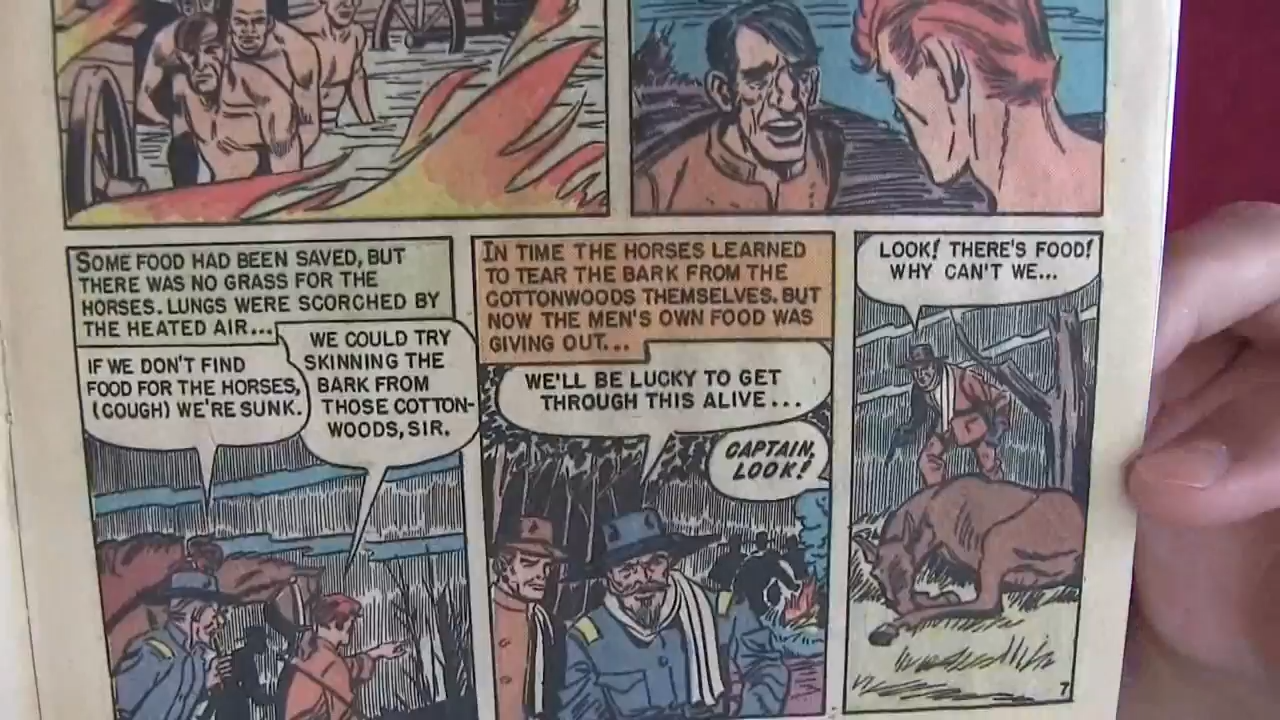 SOME FOOD HAD BEEN SAVED, BUT
THERE WAS NO GRASS FOR THE
HORSES. LUNGS WERE SCORCHED BY
THE HEATED AIR...
IF WE DON'T FIND
FOOD FOR THE HORSES,
(COUGH) WE'RE SUNK.
WE COULD TRY
SKINNING THE
BARK FROM
THOSE COTTON-
WOODS, SIR.
IN TIME THE HORSES LEARNED
TO TEAR THE BARK FROM THE
COTTONWOODS THEMSELVES. BUT
NOW THE MEN'S OWN FOOD WAS
GIVING OUT...
WE'LL BE LUCKY TO GET
THROUGH THIS ALIVE...
CAPTAIN,
LOOK!
LOOK! THERE'S FOOD!
WHY CAN'T WE...
7